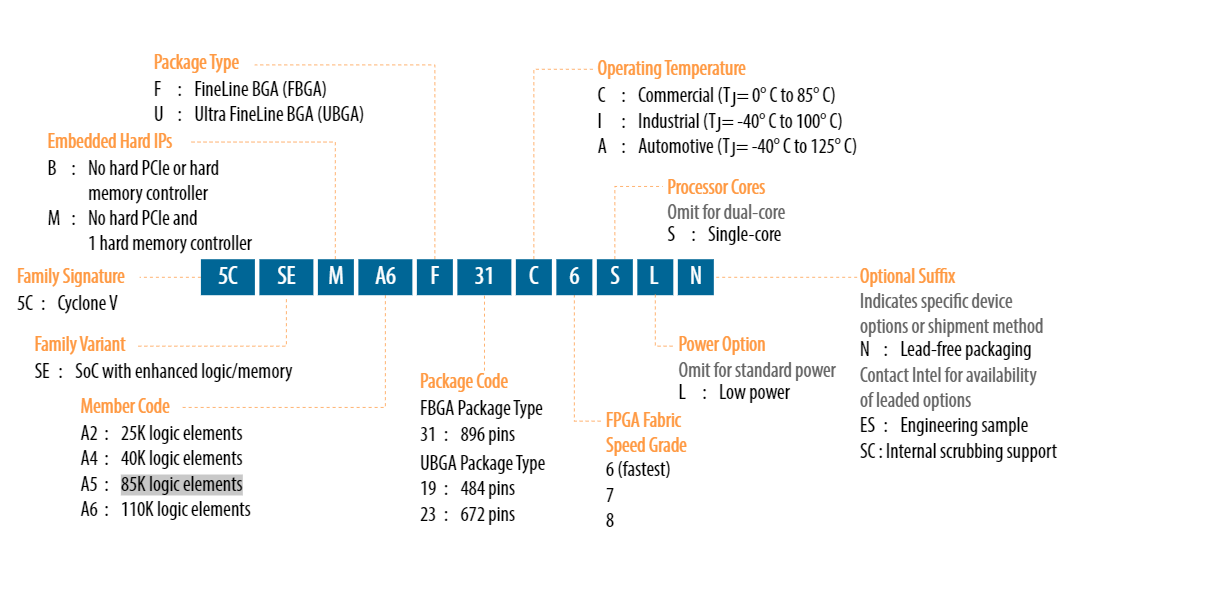 Package Type
F : FineLine BGA (FBGA)
U : Ultra FineLine BGA (UBGA)
Operating Temperature
C : Commercial (TJ= 0° C to 85° C)
I : Industrial (TJ= -40° C to 100° C)
A : Automotive (TJ= -40° C to 125° C)
Embedded Hard IPs
B : No hard PCIe or hard
memory controller
M : No hard PCIe and
1 hard memory controller
Processor Cores
Omit for dual-core
S : Single-core
Family Signature
5C : Cyclone V
5C SE M A6 F 31 C 6 S L N
Optional Suffix
Indicates specific device
options or shipment method
N : Lead-free packaging
Contact Intel for availability
of leaded options
ES : Engineering sample
SC : Internal scrubbing support
Family Variant
SE : SoC with enhanced logic/memory
Power Option
Omit for standard power
L : Low power
Member Code
A2 : 25K logic elements
A4 : 40K logic elements
A5 : 85K logic elements
A6 : 110K logic elements
Package Code
FBGA Package Type
31 : 896 pins
UBGA Package Type
19 : 484 pins
23 : 672 pins
FPGA Fabric
Speed Grade
6 (fastest)
7
8